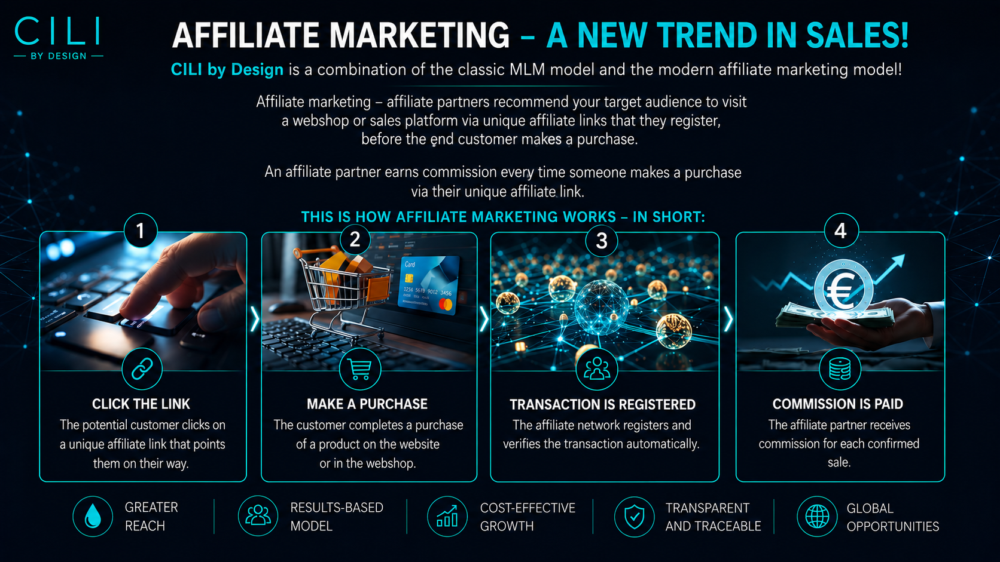 CILI
BY DESIGN
AFFILIATE MARKETING – A NEW TREND IN SALES!
CILI by Design is a combination of the classic MLM model and the modern affiliate marketing model!
Affiliate marketing – affiliate partners recommend your target audience to visit
a webshop or sales platform via unique affiliate links that they register,
before the end customer makes a purchase.
An affiliate partner earns commission every time someone makes a purchase
via their unique affiliate link.
THIS IS HOW AFFILIATE MARKETING WORKS – IN SHORT:
1
2
3
4
Card
1234 5678 9012 3456
€
CLICK THE LINK
The potential customer clicks on
a unique affiliate link that points
them on their way.
MAKE A PURCHASE
The customer completes a purchase
of a product on the website
or in the webshop.
TRANSACTION IS REGISTERED
The affiliate network registers and
verifies the transaction automatically.
COMMISSION IS PAID
The affiliate partner receives
commission for each confirmed
sale.
GREATER
REACH
RESULTS-BASED
MODEL
COST-EFFECTIVE
GROWTH
TRANSPARENT
AND TRACEABLE
GLOBAL
OPPORTUNITIES